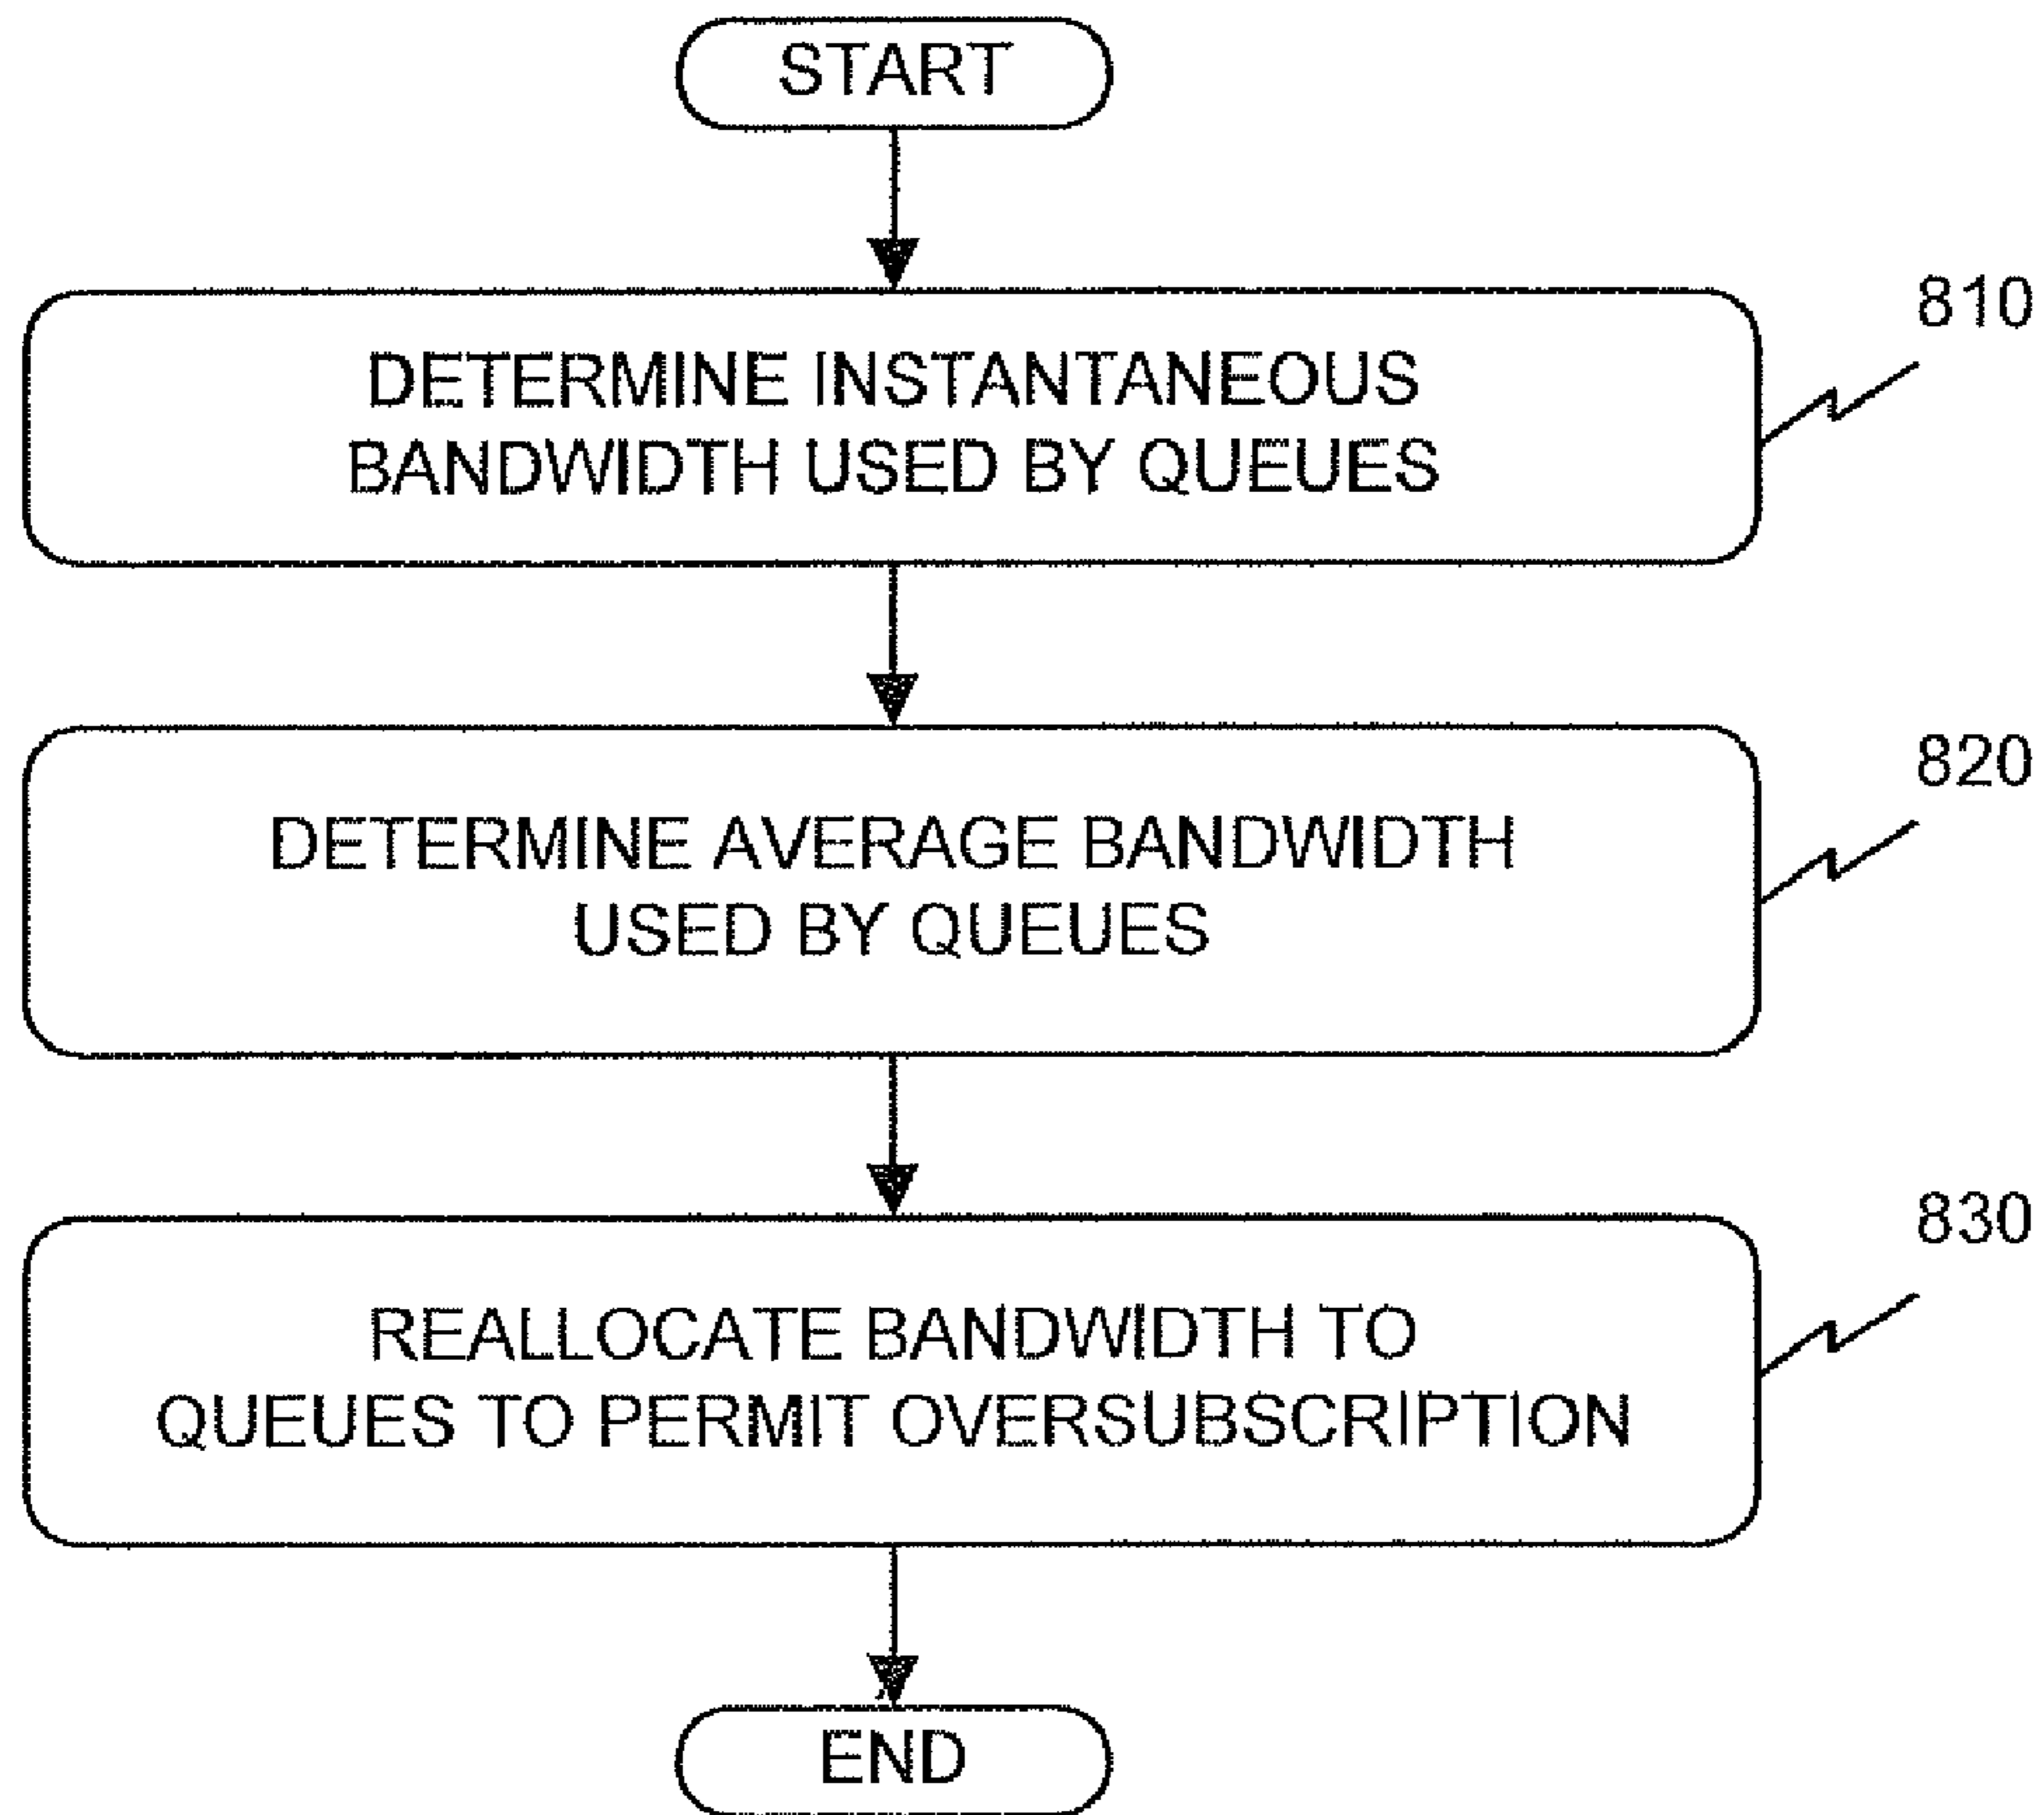 START
810
DETERMINE INSTANTANEOUS
BANDWIDTH USED BY QUEUES
820
DETERMINE AVERAGE BANDWIDTH
USED BY QUEUES
830
REALLOCATE BANDWIDTH TO
QUEUES TO PERMIT OVERSUBSCRIPTION
END